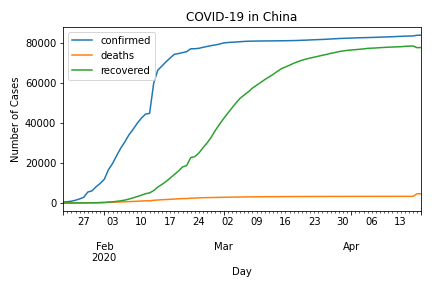 COVID-19 in China
confirmed
deaths
recovered
Number of Cases
80000
60000
40000
20000
0
27 03 10 17 24 02 09 16 23 30 06 13
Feb Mar Apr
2020
Day